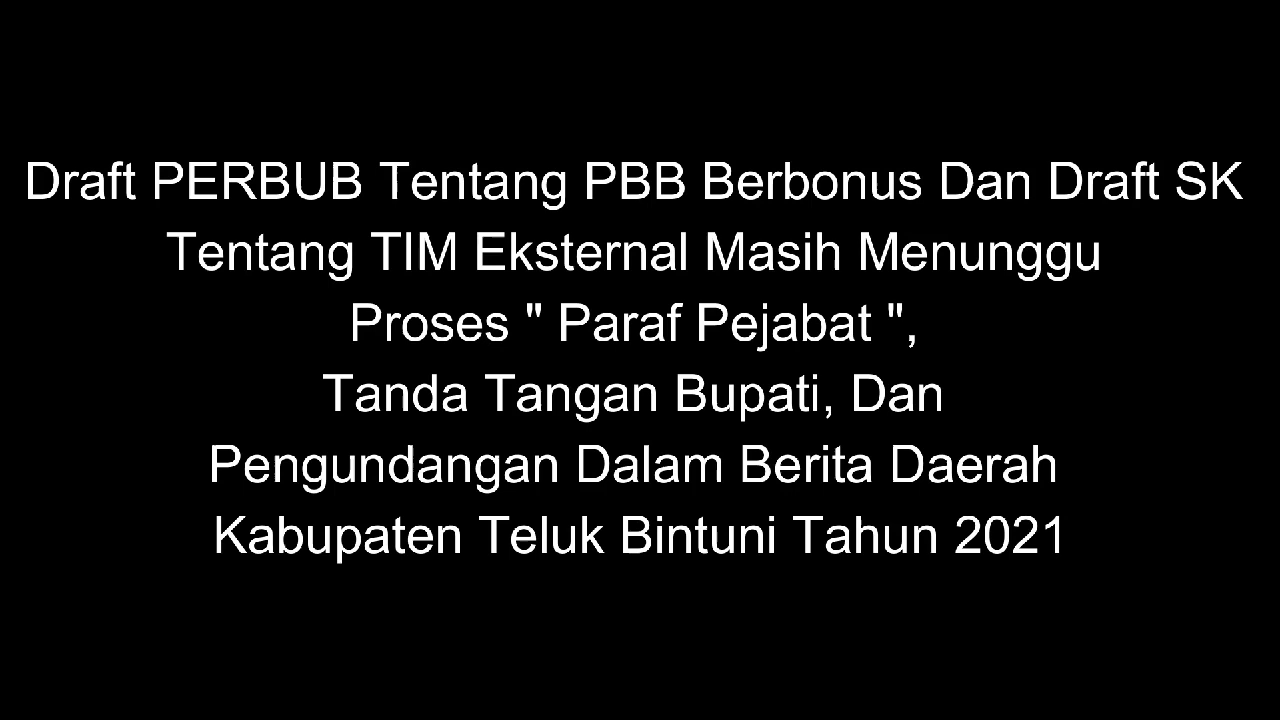 Draft PERBUB Tentang PBB Berbonus Dan Draft SK
Tentang TIM Eksternal Masih Menunggu
Proses " Paraf Pejabat ",
Tanda Tangan Bupati, Dan
Pengundangan Dalam Berita Daerah
Kabupaten Teluk Bintuni Tahun 2021